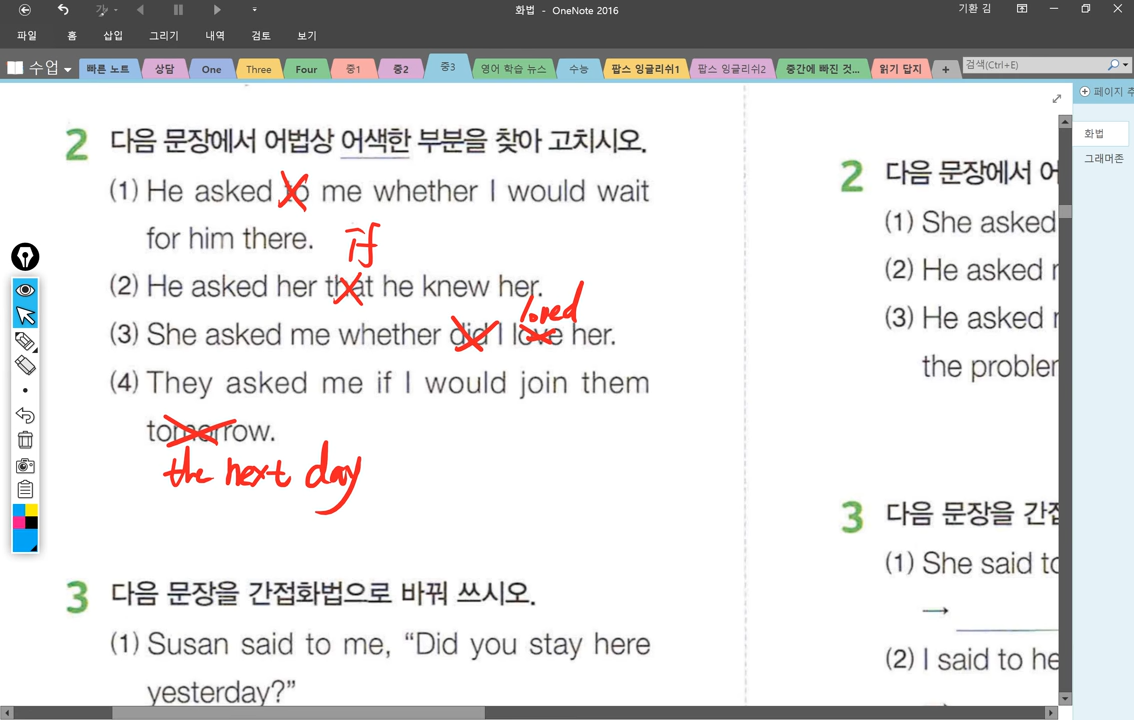 화법 - OneNote 2016
기환 김
파일 홈 삽입 그리기 내역 검토 보기
수업 빠른 노트 상담 One Three Four 중1 중2 중3 영어 학습 뉴스 수능 팝스 잉글리쉬1 팝스 잉글리쉬2 중간에 빠진 것... 읽기 답지 + 검색(Ctrl+E)
페이지 추
화법
그래머존
2 다음 문장에서 어법상 어색한 부분을 찾아 고치시오.
(1) He asked to me whether I would wait
for him there.
if
(2) He asked her that he knew her.
loved
(3) She asked me whether did I love her.
(4) They asked me if I would join them
tomorrow.
the next day
3 다음 문장을 간접화법으로 바꿔 쓰시오.
(1) Susan said to me, “Did you stay here
yesterday?”
2 다음 문장에서 어
(1) She asked
(2) He asked r
(3) He asked r
the problem
3 다음 문장을 간접
(1) She said to
→
(2) I said to he